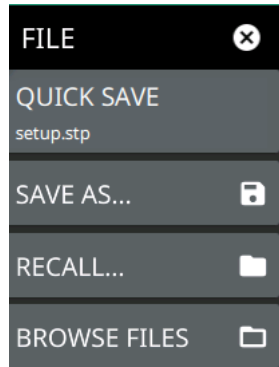 FILE
QUICK SAVE
setup.stp
SAVE AS...
RECALL...
BROWSE FILES